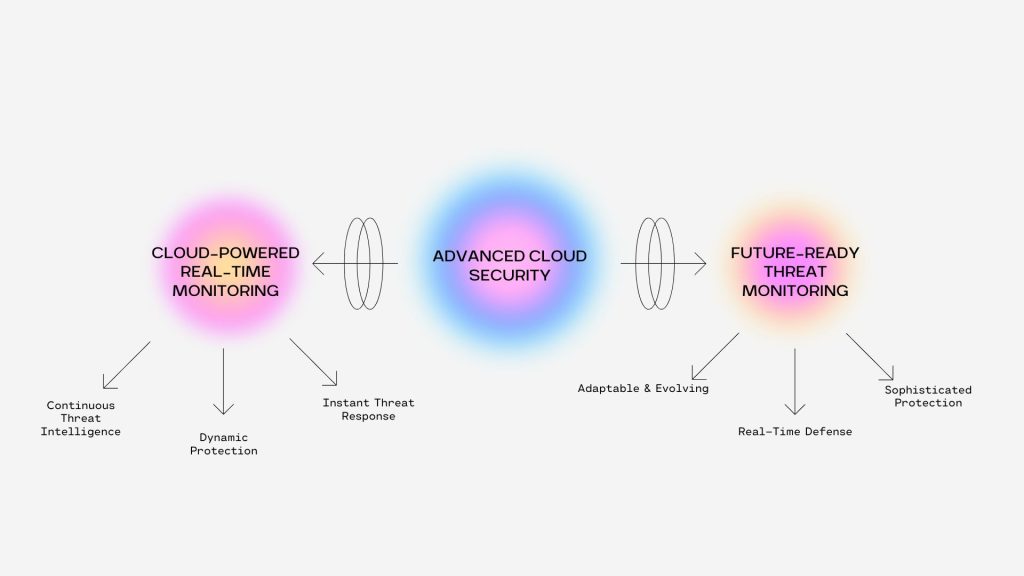 CLOUD-POWERED
REAL-TIME
MONITORING
ADVANCED CLOUD
SECURITY
FUTURE-READY
THREAT
MONITORING
Continuous
Threat
Intelligence
Dynamic
Protection
Instant Threat
Response
Adaptable & Evolving
Real-Time Defense
Sophisticated
Protection